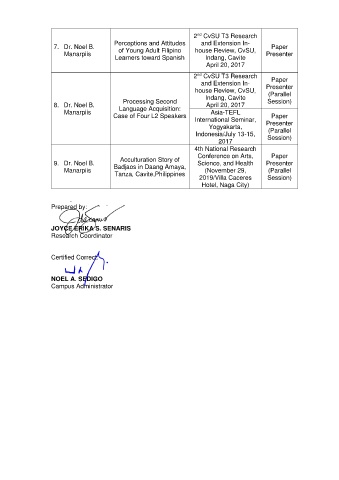 7. Dr. Noel B.
Manarpiis
Perceptions and Attitudes
of Young Adult Filipino
Learners toward Spanish
2nd CvSU T3 Research
and Extension In-
house Review, CvSU,
Indang, Cavite
April 20, 2017
Paper
Presenter
8. Dr. Noel B.
Manarpiis
Processing Second
Language Acquisition:
Case of Four L2 Speakers
2nd CvSU T3 Research
and Extension In-
house Review, CvSU,
Indang, Cavite
April 20, 2017
Paper
Presenter
(Parallel
Session)
Asia-TEFL
International Seminar,
Yogyakarta,
Indonesia/July 13-15,
2017
Paper
Presenter
(Parallel
Session)
9. Dr. Noel B.
Manarpiis
Acculturation Story of
Badjaos in Daang Amaya,
Tanza, Cavite,Philippines
4th National Research
Conference on Arts,
Science, and Health
(November 29,
2019/Villa Caceres
Hotel, Naga City)
Paper
Presenter
(Parallel
Session)
Prepared by:
JOYCE ERIKA S. SENARIS
Research Coordinator
Certified Correct:
NOEL A. SEDIGO
Campus Administrator